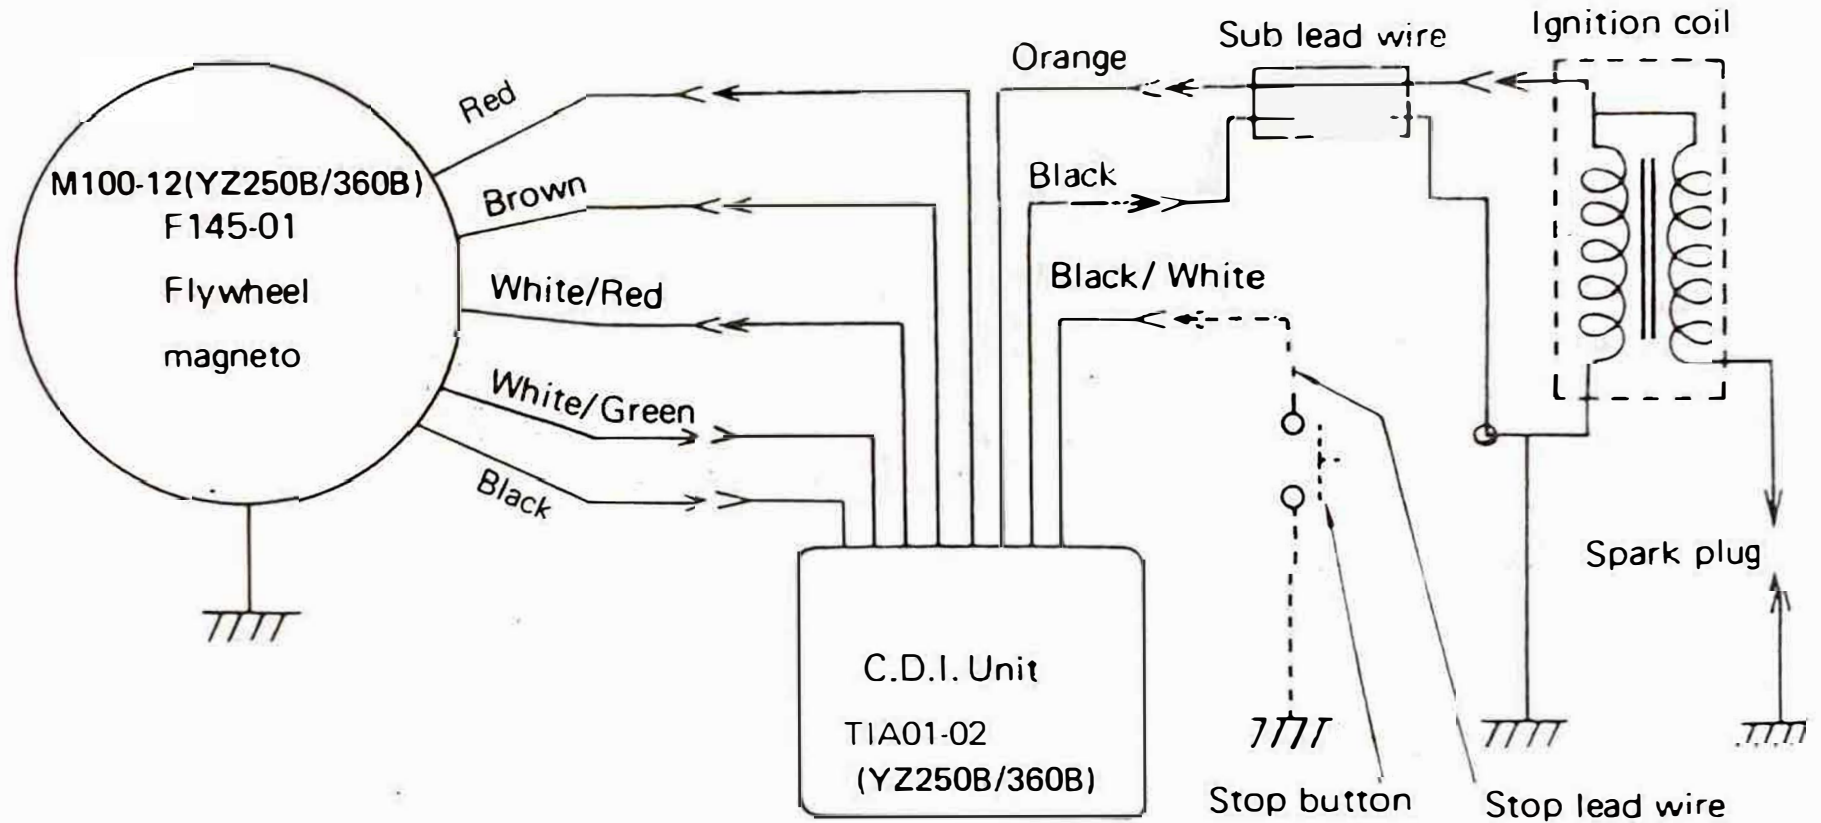 M100-12(YZ250B/360B)
F145-01
Flywheel
magneto
Red
Brown
White/Red
White/Green
Black
Orange
Black
Black/ White
Sub lead wire
Ignition coil
Spark plug
C.D.I. Unit
TIA01-02
(YZ250B/360B)
Stop button
Stop lead wire